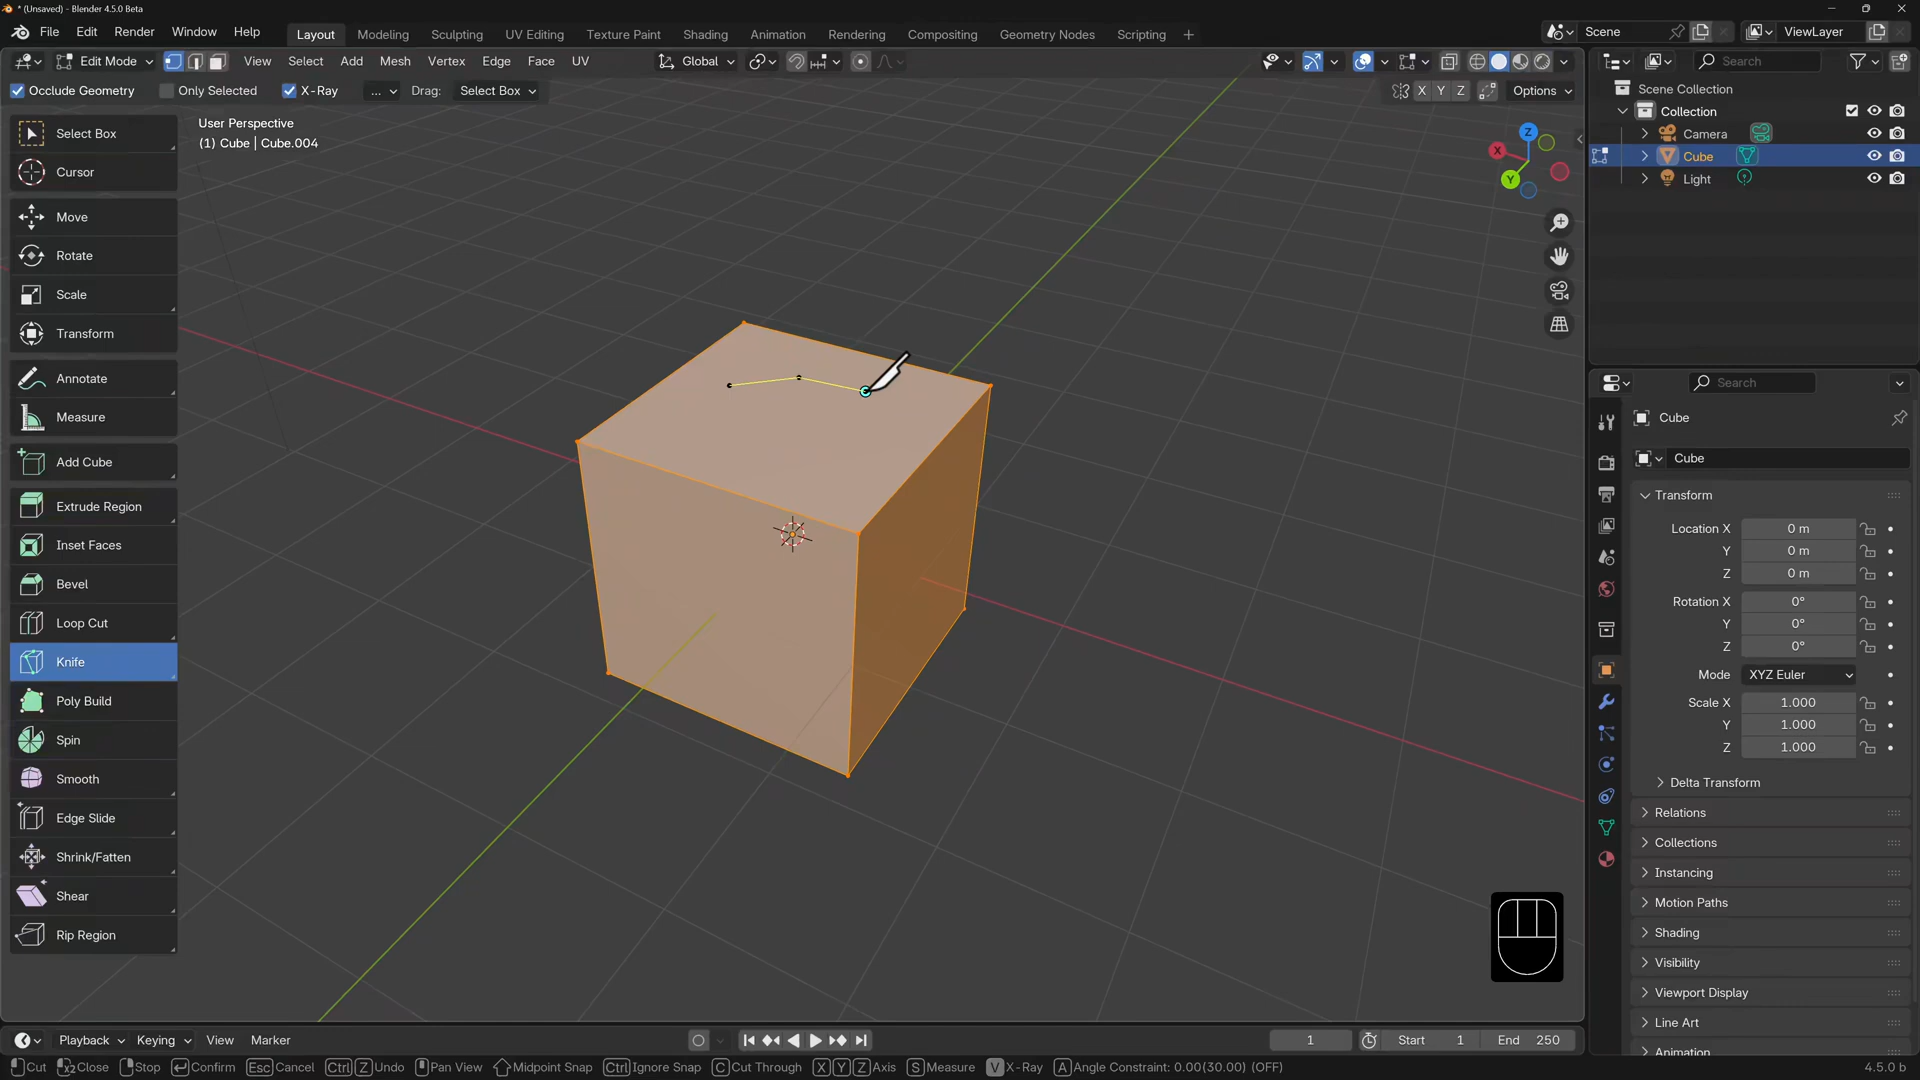 * (Unsaved) - Blender 4.5.0 Beta
File Edit Render Window Help
Layout Modeling Sculpting UV Editing Texture Paint Shading Animation Rendering Compositing Geometry Nodes Scripting +
Scene ViewLayer
Edit Mode View Select Add Mesh Vertex Edge Face UV Global
Search
Occlude Geometry Only Selected X-Ray ... Drag: Select Box X Y Z Options
Scene Collection
Collection
Camera
Cube
Light
User Perspective
(1) Cube | Cube.004
Z
X
Y
Select Box
Cursor
Move
Rotate
Scale
Transform
Annotate
Measure
Add Cube
Extrude Region
Inset Faces
Bevel
Loop Cut
Knife
Poly Build
Spin
Smooth
Edge Slide
Shrink/Fatten
Shear
Rip Region
Search
Cube
Cube
Transform
Location X 0 m
Y 0 m
Z 0 m
Rotation X 0°
Y 0°
Z 0°
Mode XYZ Euler
Scale X 1.000
Y 1.000
Z 1.000
Delta Transform
Relations
Collections
Instancing
Motion Paths
Shading
Visibility
Viewport Display
Line Art
Animation
Playback Keying View Marker 1 Start 1 End 250
Cut Close Stop Confirm Esc Cancel Ctrl Z Undo Pan View Midpoint Snap Ctrl Ignore Snap C Cut Through X Y Z Axis S Measure V X-Ray A Angle Constraint: 0.00(30.00) (OFF) 4.5.0 b